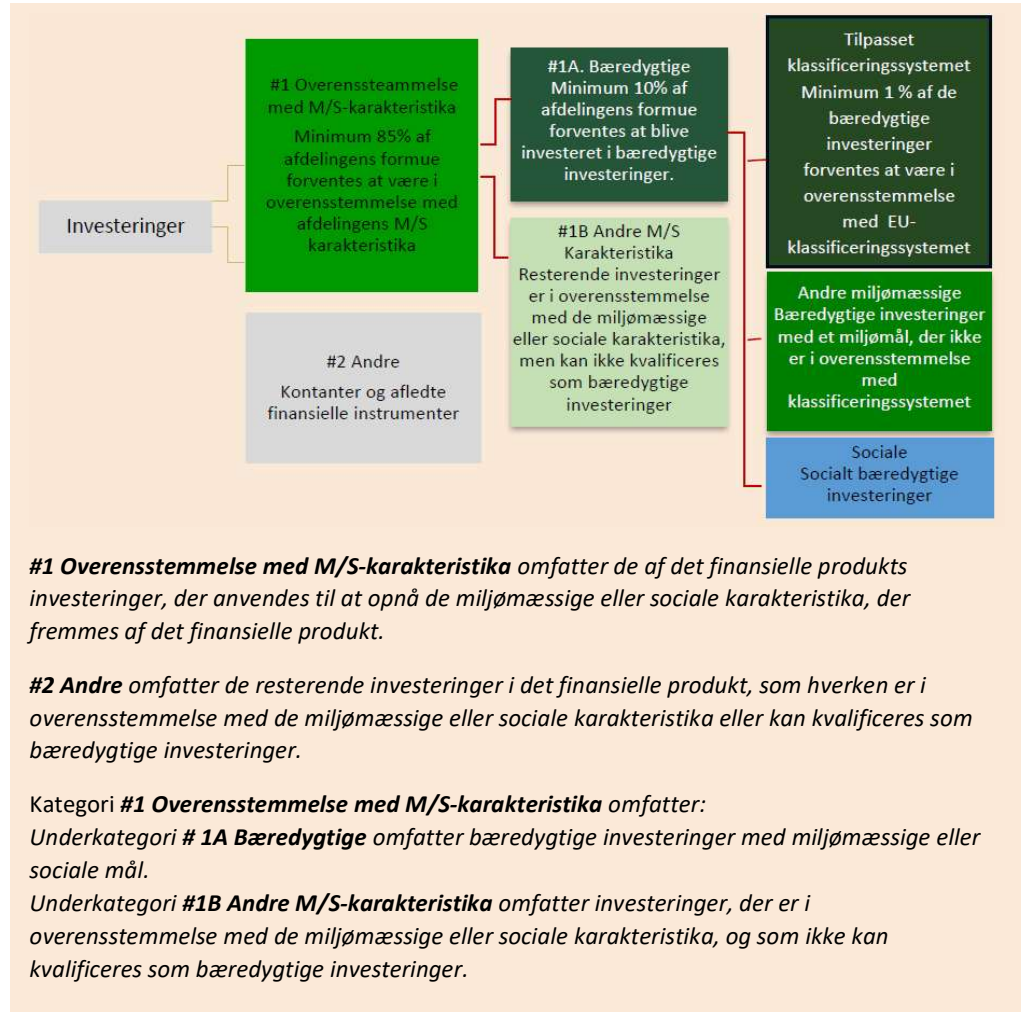 Investeringer
#1 Overenssteammelse
med M/S-karakteristika
Minimum 85% af
afdelingens formue
forventes at være i
overensstemmelse med
afdelingens M/S
karakteristika
#2 Andre
Kontanter og afledte
finansielle instrumenter
#1A. Bæredygtige
Minimum 10% af
afdelingens formue
forventes at blive
investeret i bæredygtige
investeringer.
#1B Andre M/S
Karakteristika
Resterende investeringer
er i overensstemmelse
med de miljømæssige
eller sociale karakteristika,
men kan ikke kvalificeres
som bæredygtige
investeringer
Tilpasset
klassificeringssystemet
Minimum 1 % af de
bæredygtige
investeringer
forventes at være i
overensstemmelse
med EU-
klassificeringssystemet
Andre miljømæssige
Bæredygtige investeringer
med et miljømål, der ikke
er i overensstemmelse
med
klassificeringssystemet
Sociale
Socialt bæredygtige
investeringer
#1 Overensstemmelse med M/S-karakteristika omfatter de af det finansielle produkts
investeringer, der anvendes til at opnå de miljømæssige eller sociale karakteristika, der
fremmes af det finansielle produkt.
#2 Andre omfatter de resterende investeringer i det finansielle produkt, som hverken er i
overensstemmelse med de miljømæssige eller sociale karakteristika eller kan kvalificeres som
bæredygtige investeringer.
Kategori #1 Overensstemmelse med M/S-karakteristika omfatter:
Underkategori # 1A Bæredygtige omfatter bæredygtige investeringer med miljømæssige eller
sociale mål.
Underkategori #1B Andre M/S-karakteristika omfatter investeringer, der er i
overensstemmelse med de miljømæssige eller sociale karakteristika, og som ikke kan
kvalificeres som bæredygtige investeringer.